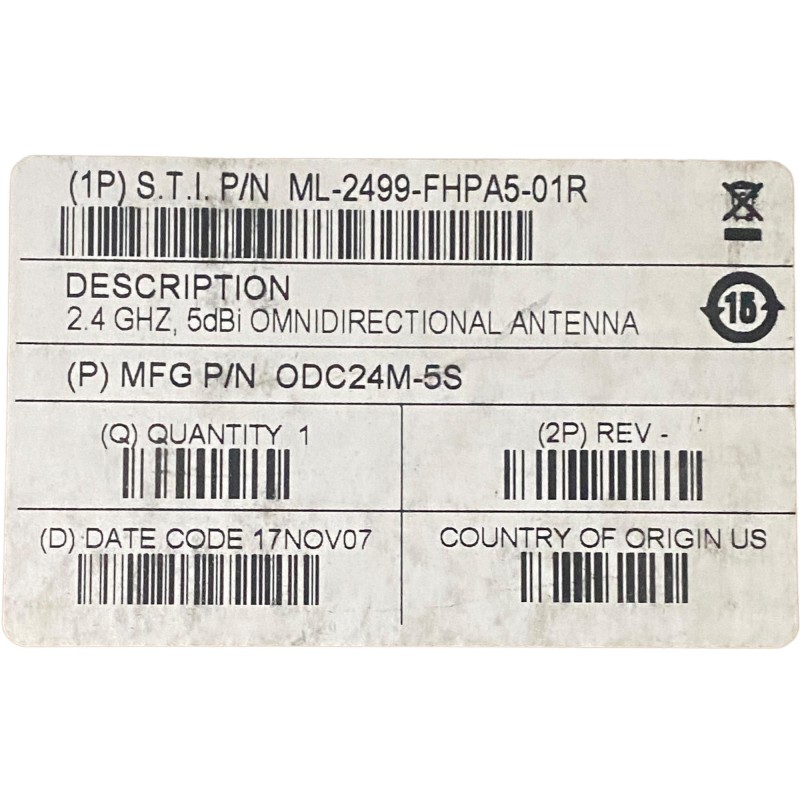 (1P) S.T.I. P/N ML-2499-FHPA5-01R
DESCRIPTION
2.4 GHZ, 5dBi OMNIDIRECTIONAL ANTENNA
15
(P) MFG P/N ODC24M-5S
(Q) QUANTITY 1
(2P) REV -
(D) DATE CODE 17NOV07
COUNTRY OF ORIGIN US